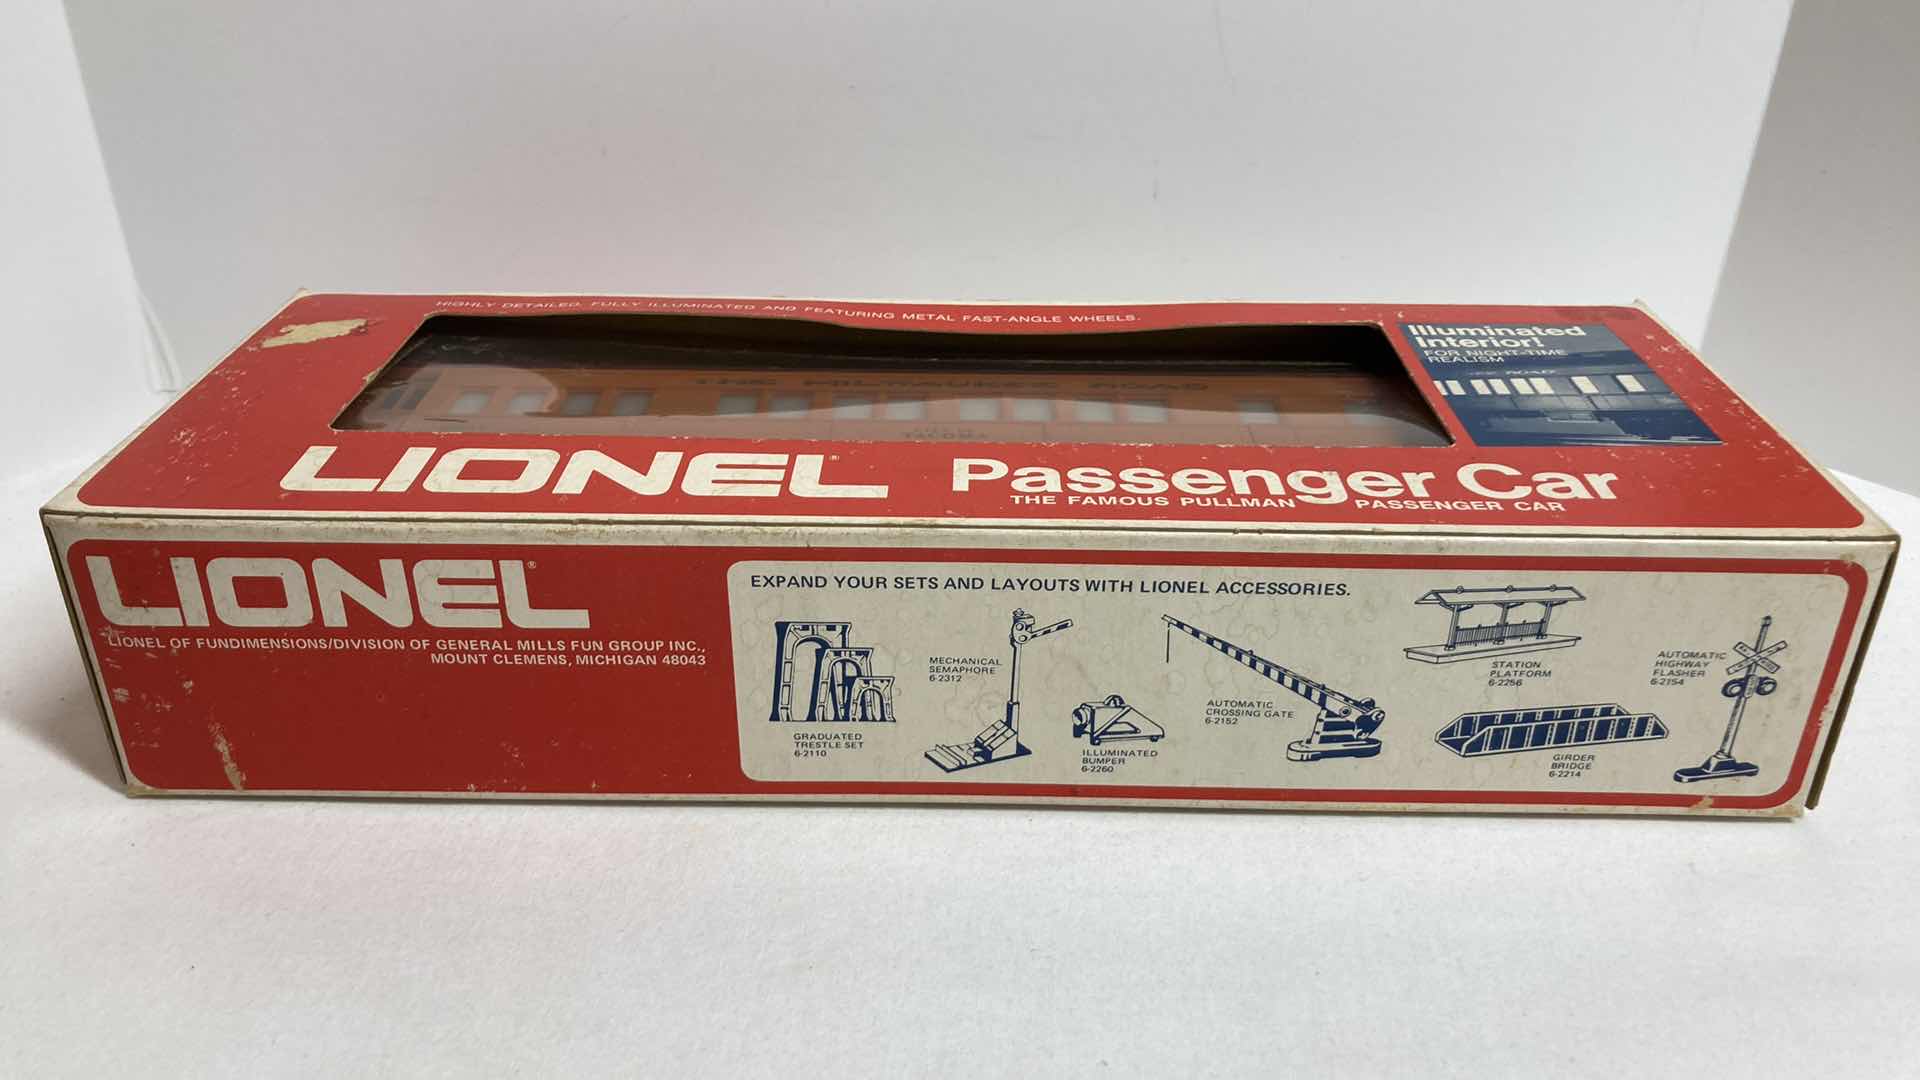 HIGHLY DETAILED, FULLY ILLUMINATED AND FEATURING METAL FAST-ANGLE WHEELS.
Illuminated
Interior!
FOR NIGHT-TIME
REALISM
ROAD
THE MILWAUKEE ROAD
TACOMA
LIONEL® Passenger Car
THE FAMOUS PULLMAN PASSENGER CAR
LIONEL®
LIONEL OF FUNDIMENSIONS/DIVISION OF GENERAL MILLS FUN GROUP INC.,
MOUNT CLEMENS, MICHIGAN 48043
EXPAND YOUR SETS AND LAYOUTS WITH LIONEL ACCESSORIES.
GRADUATED
TRESTLE SET
6-2110
MECHANICAL
SEMAPHORE
6-2312
ILLUMINATED
BUMPER
6-2260
AUTOMATIC
CROSSING GATE
6-2152
STATION
PLATFORM
6-2256
GIRDER
BRIDGE
6-2214
AUTOMATIC
HIGHWAY
FLASHER
6-2154